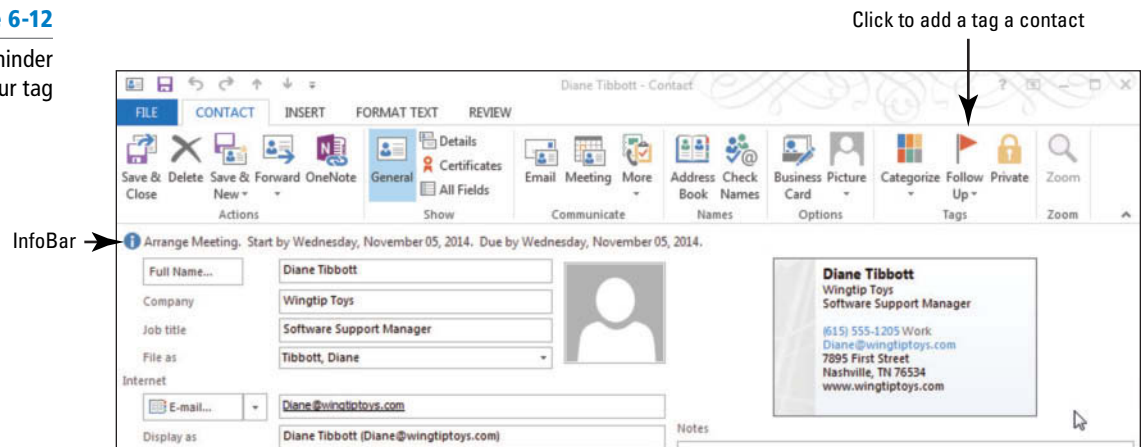 6-12
Click to add a tag a contact
inder
ur tag
Diane Tibbott - Contact
FILE CONTACT INSERT FORMAT TEXT REVIEW
Save & Close Delete Save & New Forward OneNote General Details Certificates All Fields Email Meeting More Address Book Check Names Business Card Picture Categorize Follow Up Private Zoom
Actions Show Communicate Names Options Tags Zoom
InfoBar
Arrange Meeting. Start by Wednesday, November 05, 2014. Due by Wednesday, November 05, 2014.
Full Name... Diane Tibbott
Company Wingtip Toys
Job title Software Support Manager
File as Tibbott, Diane
Internet
E-mail... Diane@wingtiptoys.com
Display as Diane Tibbott (Diane@wingtiptoys.com)
Diane Tibbott
Wingtip Toys
Software Support Manager
(615) 555-1205 Work
Diane@wingtiptoys.com
7895 First Street
Nashville, TN 76534
www.wingtiptoys.com
Notes